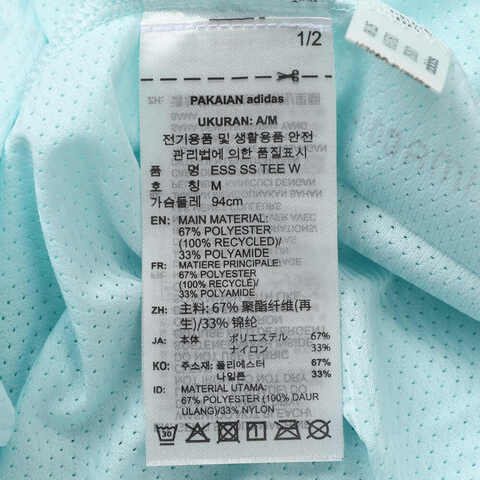 1/2
ZH: PAKAIAN adidas
UKURAN: A/M
전기용품 및 생활용품 안전
관리법에 의한 품질표시
품 명 ESS SS TEE W
호 칭 M
가슴둘레 94cm
EN: MAIN MATERIAL:
67% POLYESTER
(100% RECYCLED)/
33% POLYAMIDE
FR: MATIERE PRINCIPALE:
67% POLYESTER
(100% RECYCLE)/
33% POLYAMIDE
ZH: 主料: 67% 聚酯纤维(再
生)/33% 锦纶
JA: 本体 ポリエステル 67%
ナイロン 33%
KO: 주소재: 폴리에스터 67%
나일론 33%
ID: MATERIAL UTAMA:
67% POLYESTER (100% DAUR
ULANG)/33% NYLON
30